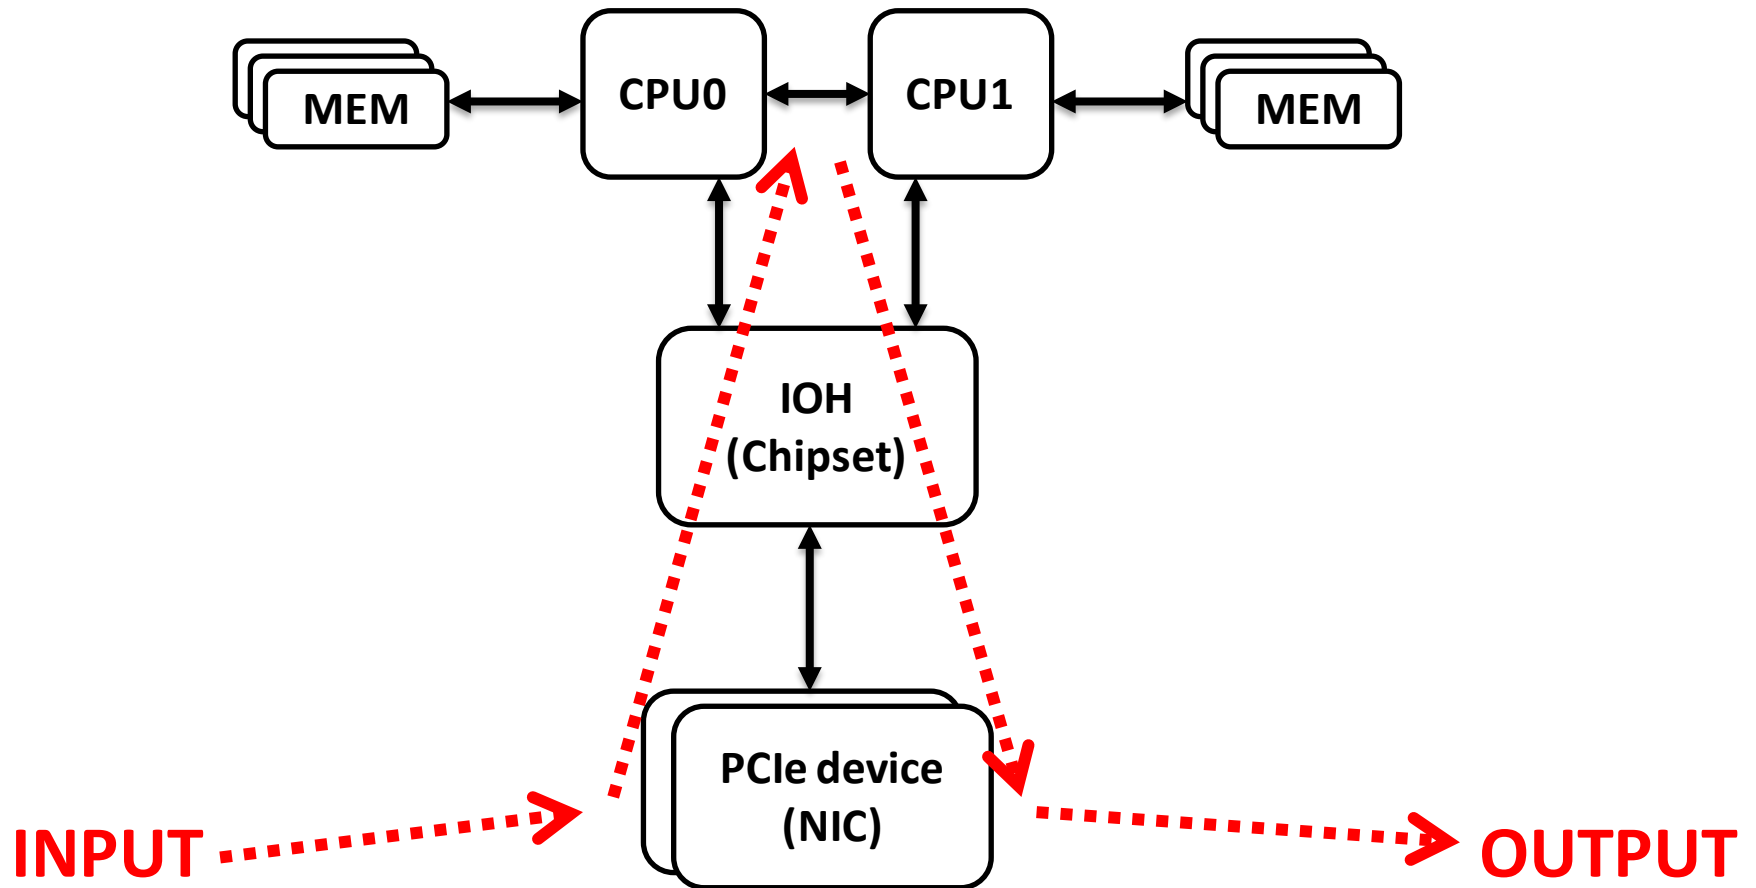 MEM
CPU0
CPU1
MEM
IOH
(Chipset)
PCIe device
(NIC)
INPUT
OUTPUT